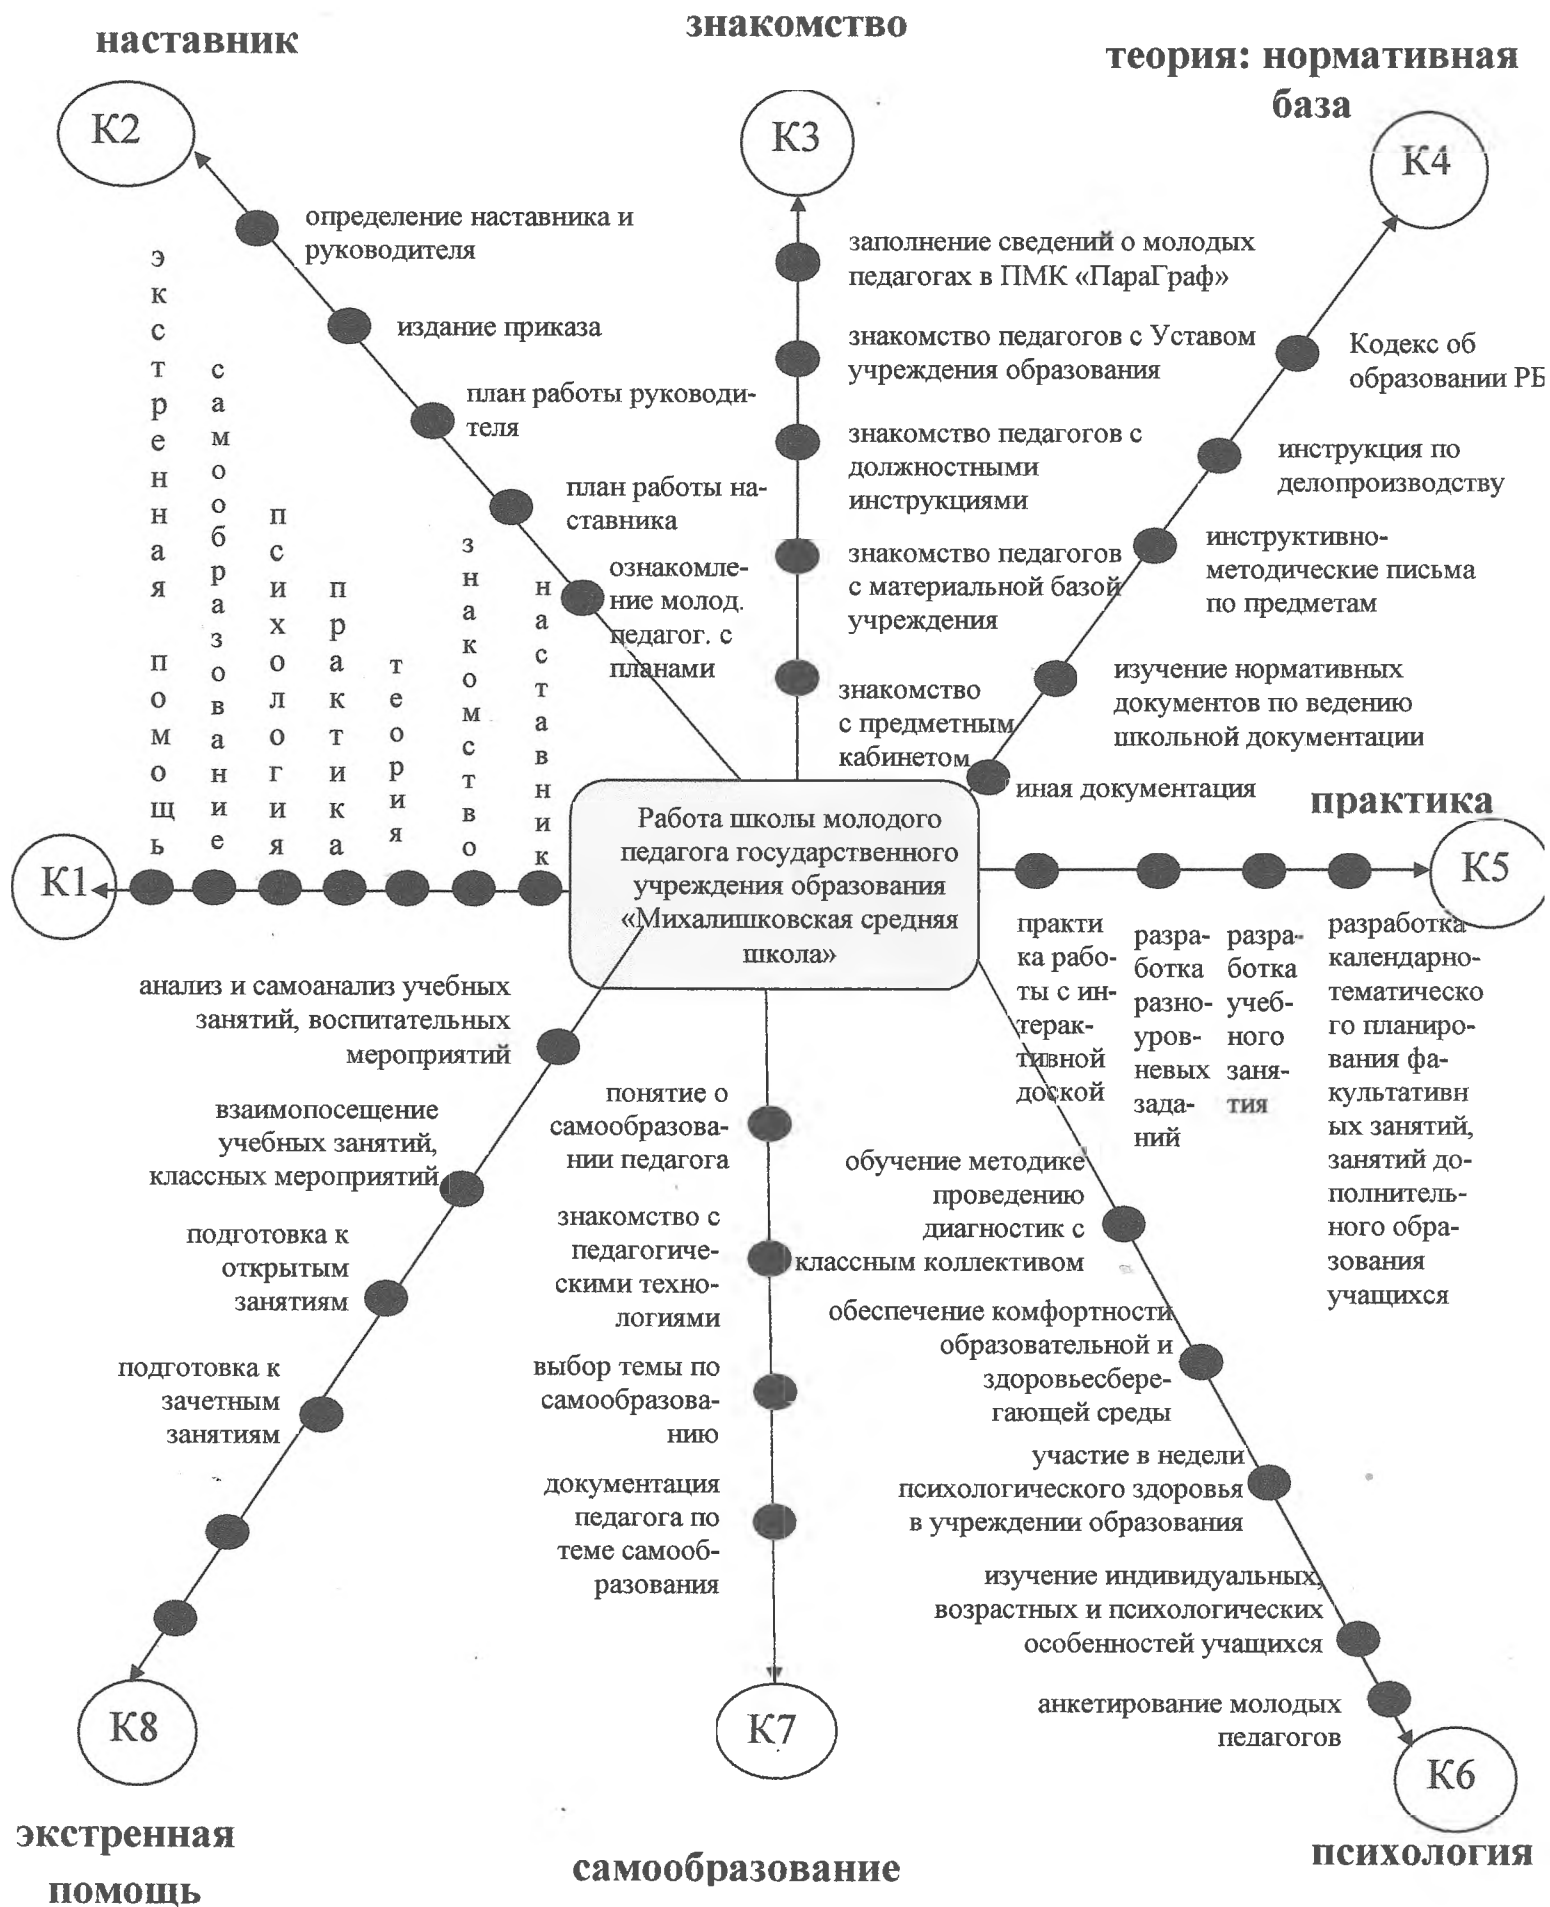 наставник
знакомство
теория: нормативная
база
К2
К3
К4
определение наставника и
руководителя
издание приказа
план работы руководи-
теля
план работы на-
ставника
ознакомле-
ние молод.
педагог. с
планами
заполнение сведений о молодых
педагогах в ПМК «ПараГраф»
знакомство педагогов с Уставом
учреждения образования
знакомство педагогов с
должностными
инструкциями
знакомство педагогов
с материальной базой
учреждения
знакомство
с предметным
кабинетом
Кодекс об
образовании РБ
инструкция по
делопроизводству
инструктивно-
методические письма
по предметам
изучение нормативных
документов по ведению
школьной документации
иная документация
экстренная помощь
самообразование
психология
практика
теория
знакомство
наставник
К1
Работа школы молодого
педагога государственного
учреждения образования
«Михалишковская средняя
школа»
практика
К5
практи
ка рабо-
ты с ин-
терак-
тивной
доской
разра-
ботка
разно-
уров-
невых
зада-
ний
разра-
ботка
учеб-
ного
заня-
тия
разработка
календарно-
тематическо
го планиро-
вания фа-
культативн
ых занятий,
занятий до-
полнитель-
ного обра-
зования
учащихся
анализ и самоанализ учебных
занятий, воспитательных
мероприятий
взаимопосещение
учебных занятий,
классных мероприятий
подготовка к
открытым
занятиям
подготовка к
зачетным
занятиям
понятие о
самообразова-
нии педагога
знакомство с
педагогиче-
скими техно-
логиями
выбор темы по
самообразова-
нию
документация
педагога по
теме самооб-
разования
обучение методике
проведению
диагностик с
классным коллективом
обеспечение комфортности
образовательной и
здоровьесбере-
гающей среды
участие в недели
психологического здоровья
в учреждении образования
изучение индивидуальных,
возрастных и психологических
особенностей учащихся
анкетирование молодых
педагогов
К8
К7
К6
экстренная
помощь
самообразование
психология